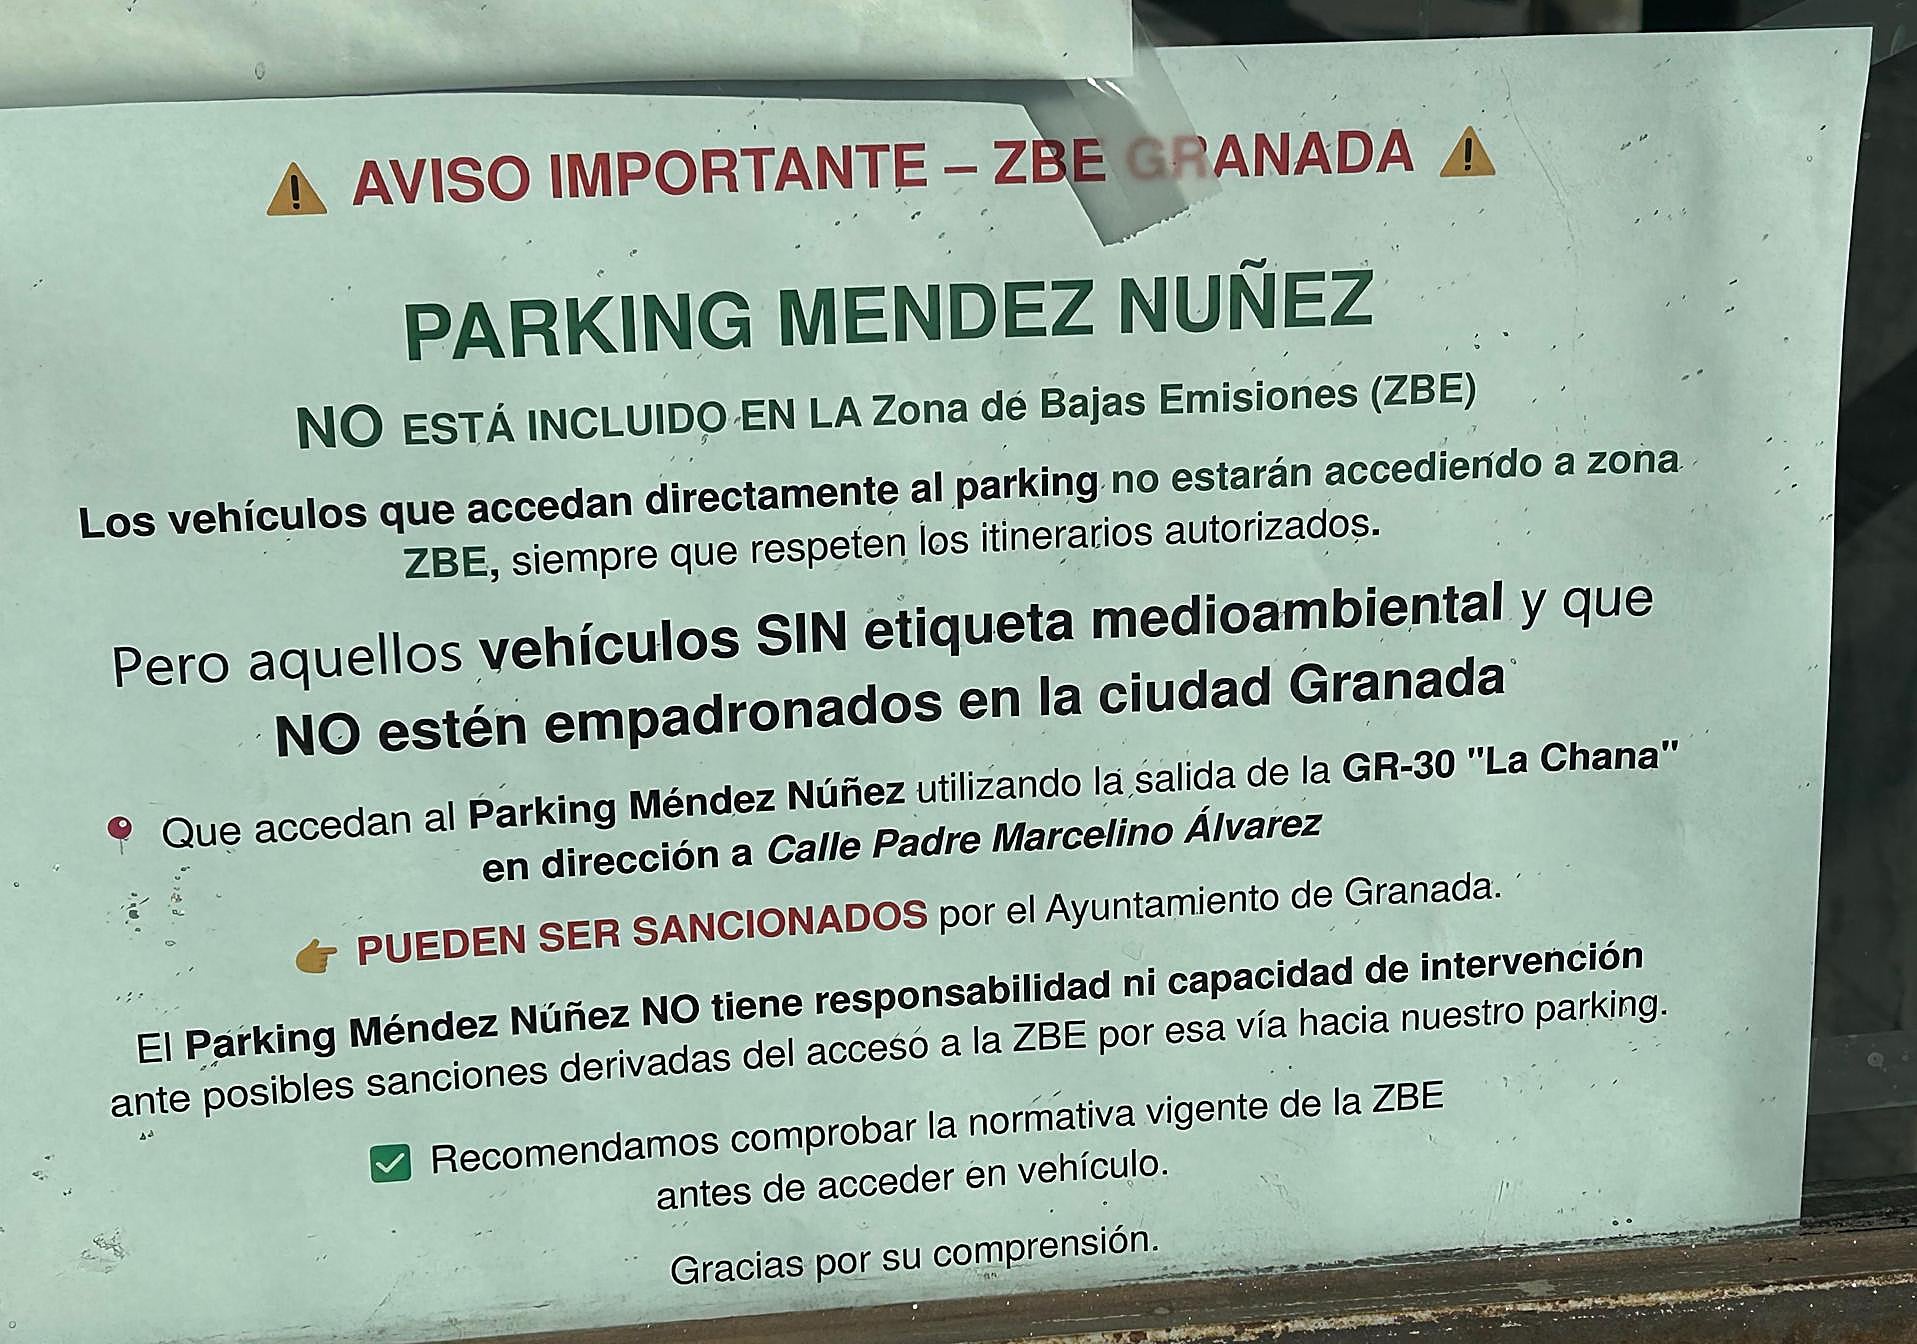 ⚠️ AVISO IMPORTANTE – ZBE GRANADA ⚠️
PARKING MENDEZ NUÑEZ
NO ESTÁ INCLUIDO EN LA Zona de Bajas Emisiones (ZBE)
Los vehículos que accedan directamente al parking no estarán accediendo a zona
ZBE, siempre que respeten los itinerarios autorizados.
Pero aquellos vehículos SIN etiqueta medioambiental y que
NO estén empadronados en la ciudad Granada
📍 Que accedan al Parking Méndez Núñez utilizando la salida de la GR-30 "La Chana"
en dirección a Calle Padre Marcelino Álvarez
👉 PUEDEN SER SANCIONADOS por el Ayuntamiento de Granada.
El Parking Méndez Núñez NO tiene responsabilidad ni capacidad de intervención
ante posibles sanciones derivadas del acceso a la ZBE por esa vía hacia nuestro parking.
✅ Recomendamos comprobar la normativa vigente de la ZBE
antes de acceder en vehículo.
Gracias por su comprensión.